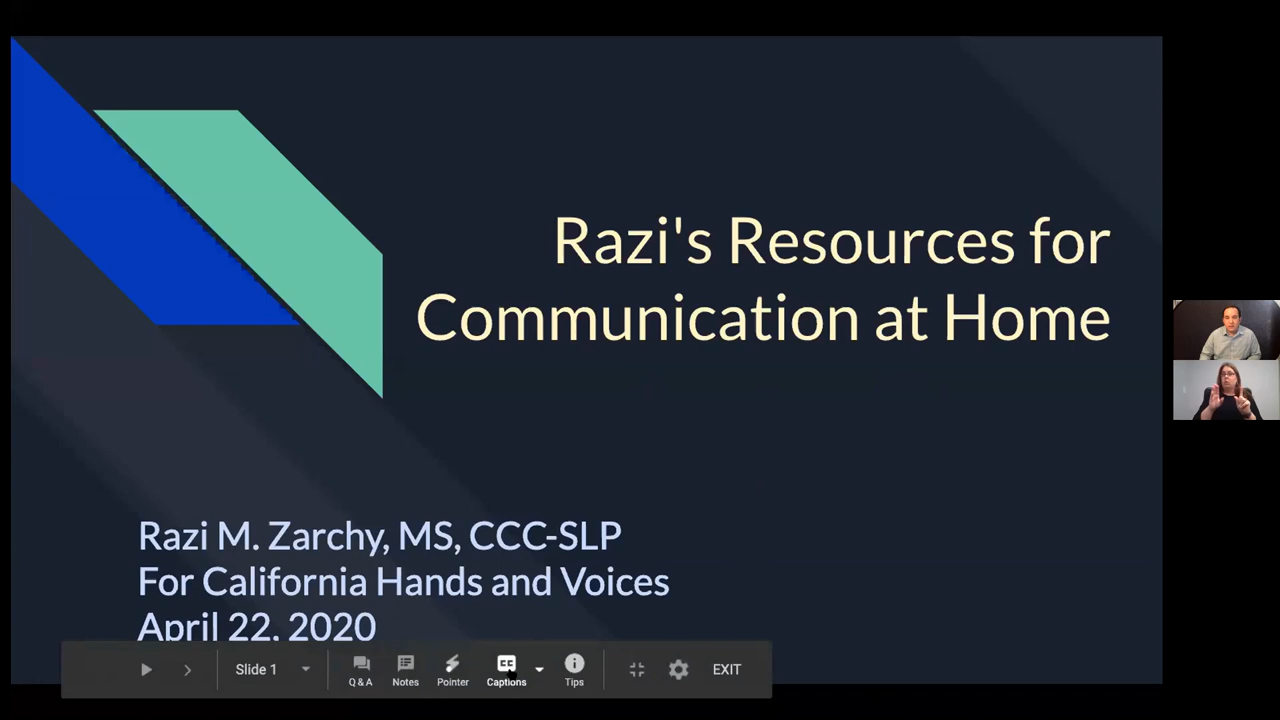 Razi's Resources for
Communication at Home
Razi M. Zarchy, MS, CCC-SLP
For California Hands and Voices
April 22, 2020
Slide 1
Q & A
Notes
Pointer
CC
Captions
Tips
EXIT